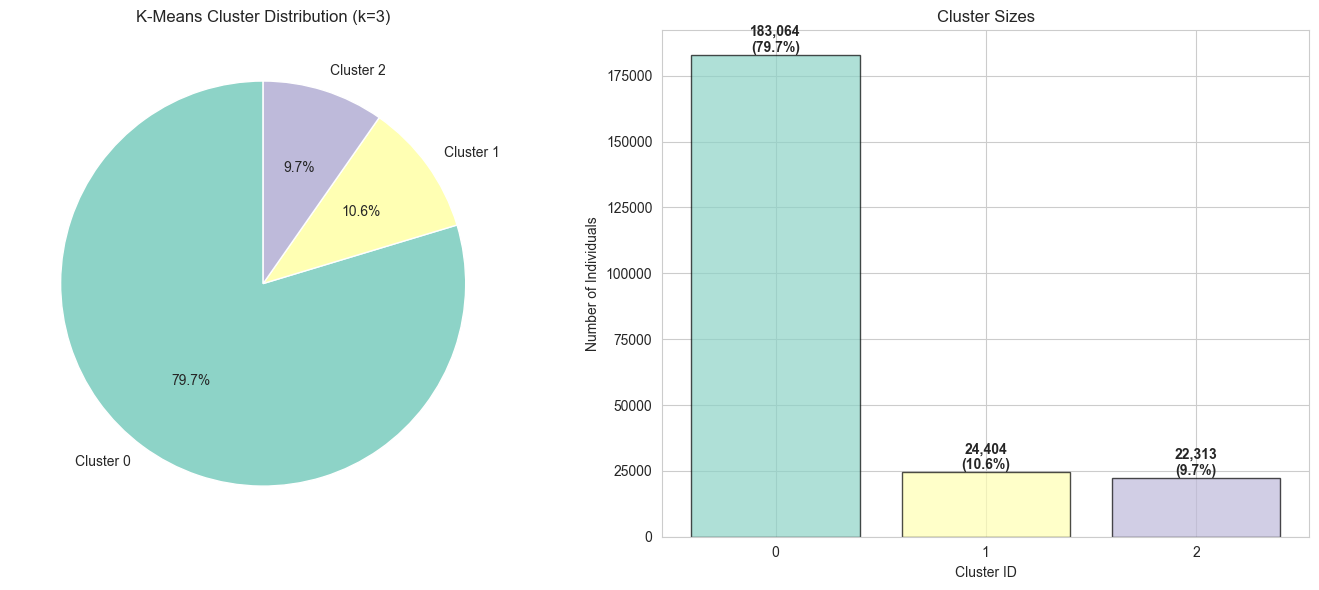 K-Means Cluster Distribution (k=3)
Cluster 2
Cluster 1
9.7%
10.6%
79.7%
Cluster 0
Cluster Sizes
183,064
(79.7%)
175000
150000
125000
100000
75000
50000
25000
0
Number of Individuals
24,404
(10.6%)
22,313
(9.7%)
0
1
2
Cluster ID